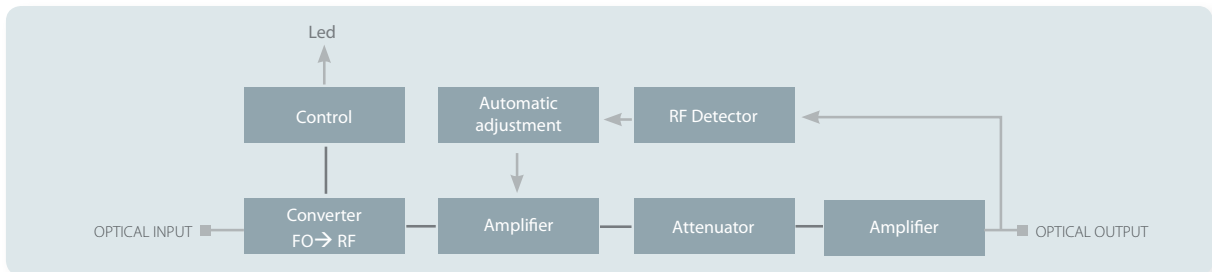 Led
Control
Automatic
adjustment
RF Detector
OPTICAL INPUT
Converter
FO→ RF
Amplifier
Attenuator
Amplifier
OPTICAL OUTPUT